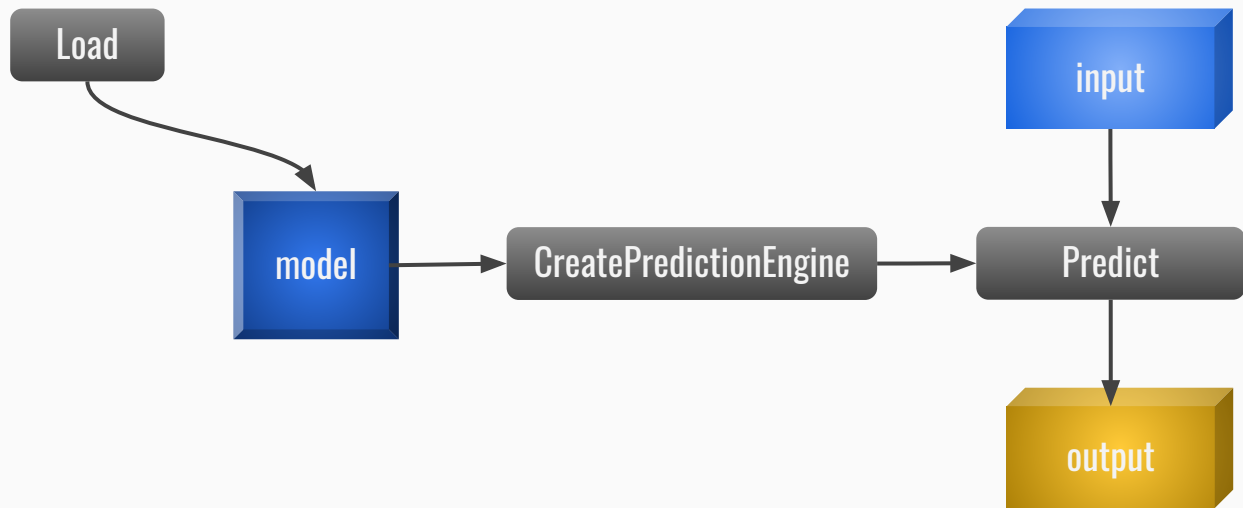 Load
input
model
CreatePredictionEngine
Predict
output